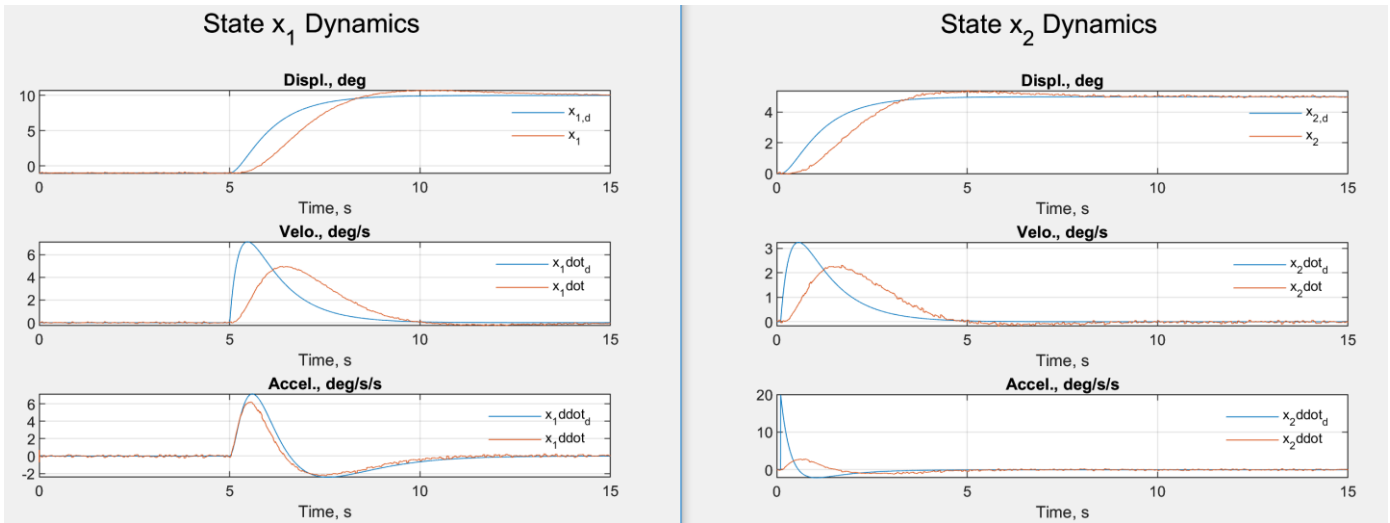 State x1 Dynamics
Displ., deg
10
5
0
x1,d
x1
0 5 10 15
Time, s
Velo., deg/s
6
4
2
0
x1dotd
x1dot
0 5 10 15
Time, s
Accel., deg/s/s
6
4
2
0
-2
x1ddotd
x1ddot
0 5 10 15
Time, s
State x2 Dynamics
Displ., deg
4
2
0
x2,d
x2
0 5 10 15
Time, s
Velo., deg/s
3
2
1
0
x2dotd
x2dot
0 5 10 15
Time, s
Accel., deg/s/s
20
10
0
x2ddotd
x2ddot
0 5 10 15
Time, s